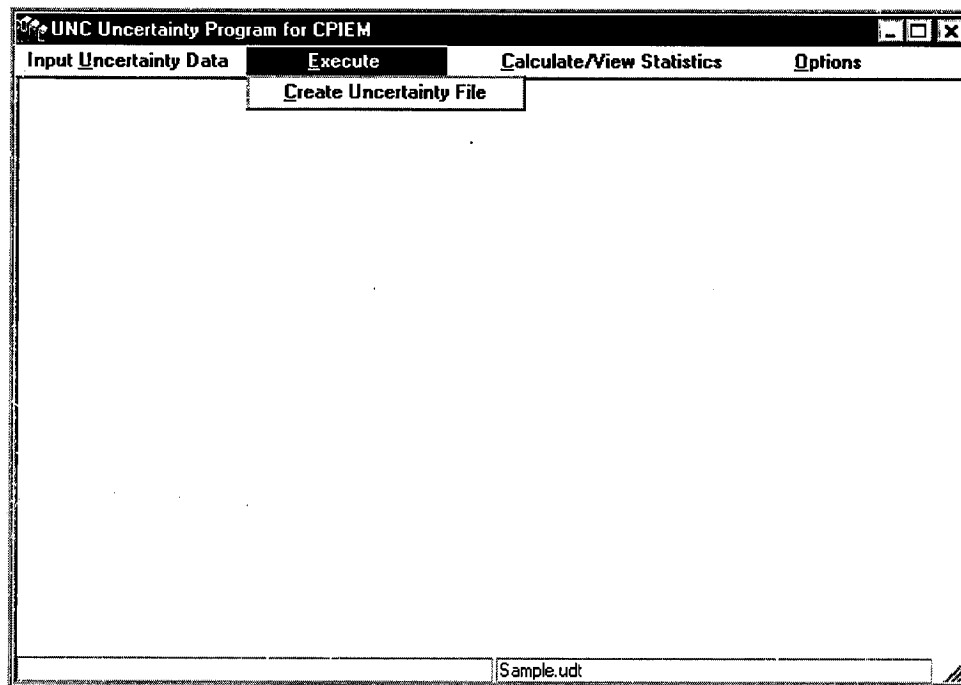 UNC Uncertainty Program for CPIEM
Input Uncertainty Data Execute Calculate/View Statistics Options
Create Uncertainty File
Sample.udt